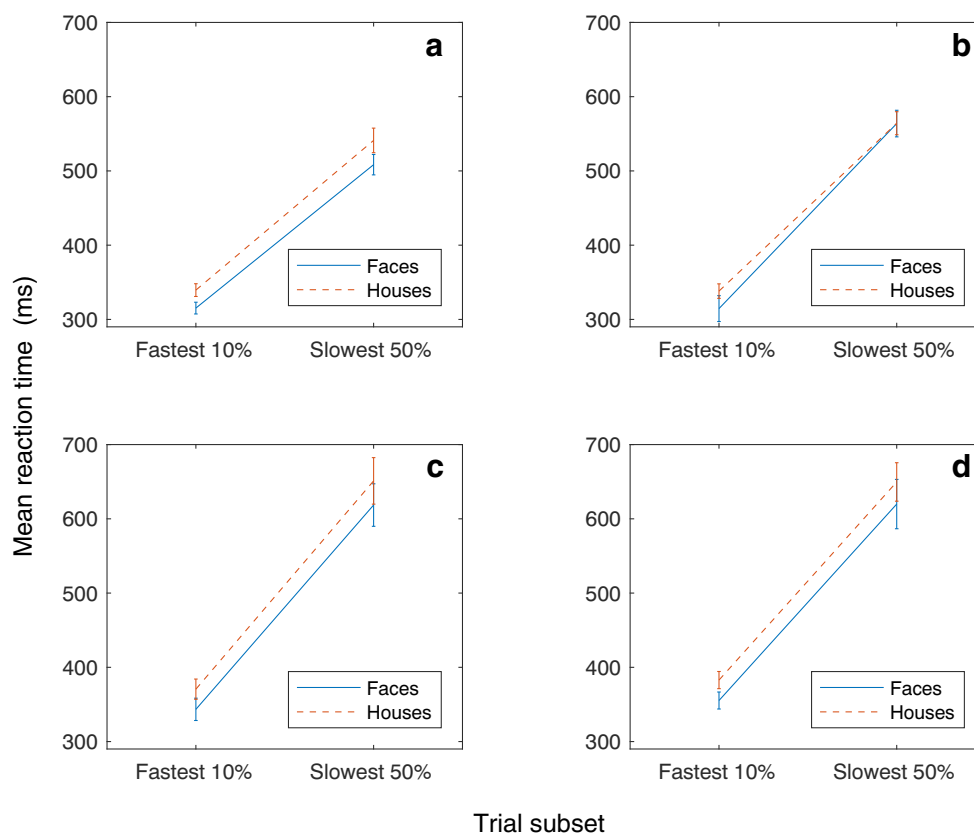 Mean reaction time (ms)
700
600
500
400
300
a
Faces
Houses
Fastest 10%
Slowest 50%
700
600
500
400
300
b
Faces
Houses
Fastest 10%
Slowest 50%
700
600
500
400
300
c
Faces
Houses
Fastest 10%
Slowest 50%
700
600
500
400
300
d
Faces
Houses
Fastest 10%
Slowest 50%
Trial subset